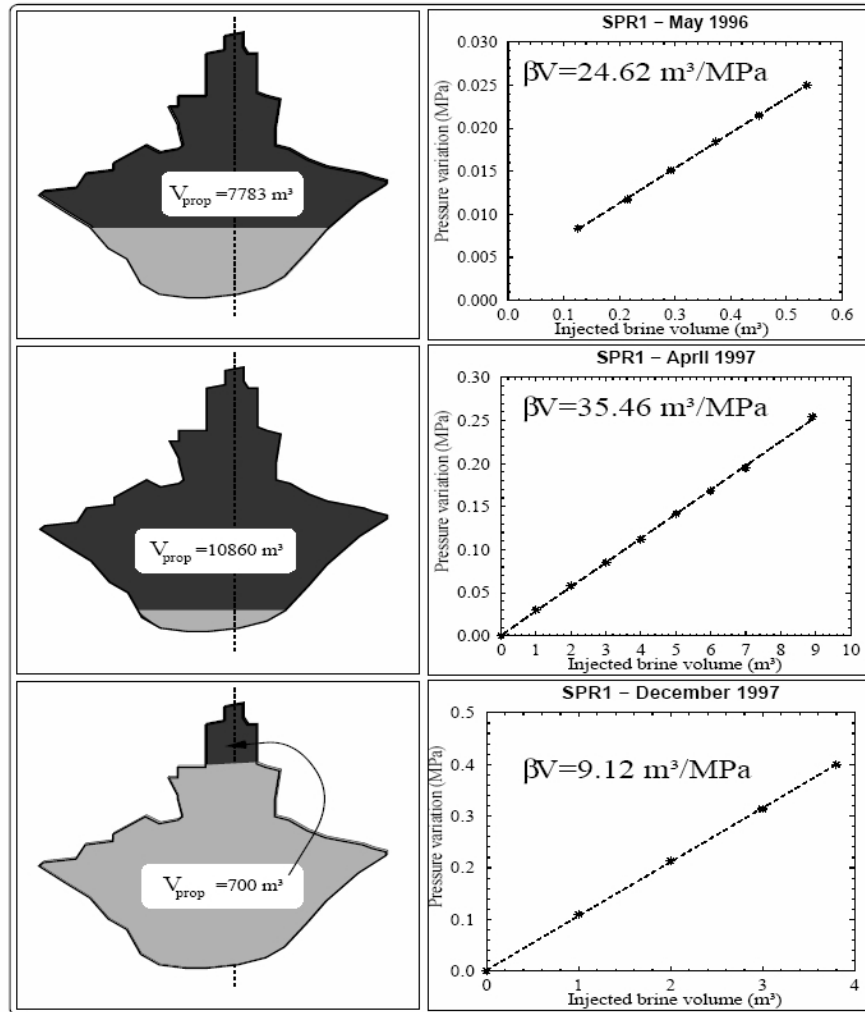 V_prop =7783 m³
SPR1 – May 1996
βV=24.62 m³/MPa
Pressure variation (MPa)
0.030
0.025
0.020
0.015
0.010
0.005
0.000
0.0 0.1 0.2 0.3 0.4 0.5 0.6
Injected brine volume (m³)
V_prop =10860 m³
SPR1 – April 1997
βV=35.46 m³/MPa
Pressure variation (MPa)
0.30
0.25
0.20
0.15
0.10
0.05
0.00
0 1 2 3 4 5 6 7 8 9 10
Injected brine volume (m³)
V_prop =700 m³
SPR1 – December 1997
βV=9.12 m³/MPa
Pressure variation (MPa)
0.5
0.4
0.3
0.2
0.1
0.0
0 1 2 3 4
Injected brine volume (m³)